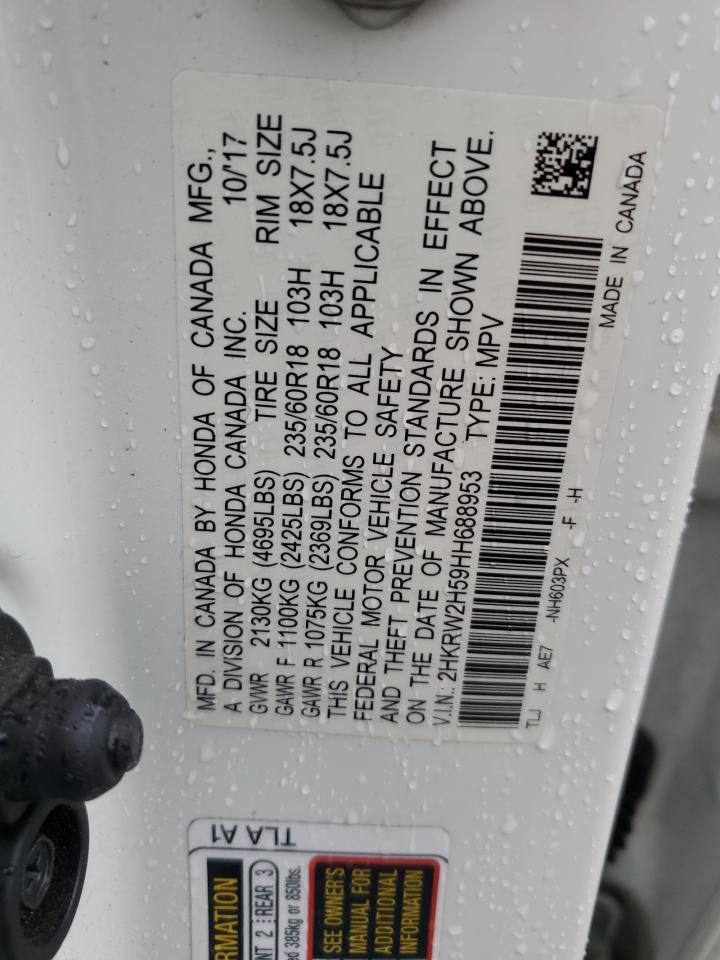 MFD. IN CANADA BY HONDA OF CANADA MFG.,
A DIVISION OF HONDA CANADA INC. 10/'17
GVWR 2130KG (4695LBS) TIRE SIZE RIM SIZE
GAWR F 1100KG (2425LBS) 235/60R18 103H 18X7.5J
GAWR R 1075KG (2369LBS) 235/60R18 103H 18X7.5J
THIS VEHICLE CONFORMS TO ALL APPLICABLE
FEDERAL MOTOR VEHICLE SAFETY
AND THEFT PREVENTION STANDARDS IN EFFECT
ON THE DATE OF MANUFACTURE SHOWN ABOVE.
V.I.N.: 2HKRW2H59HH688953 TYPE: MPV
TLJ H AE7 -NH603PX -F -H
MADE IN CANADA
TLA A1
RMATION
NT 2 REAR 3
ed 385kg or 850lbs.
SEE OWNER'S
MANUAL FOR
ADDITIONAL
INFORMATION